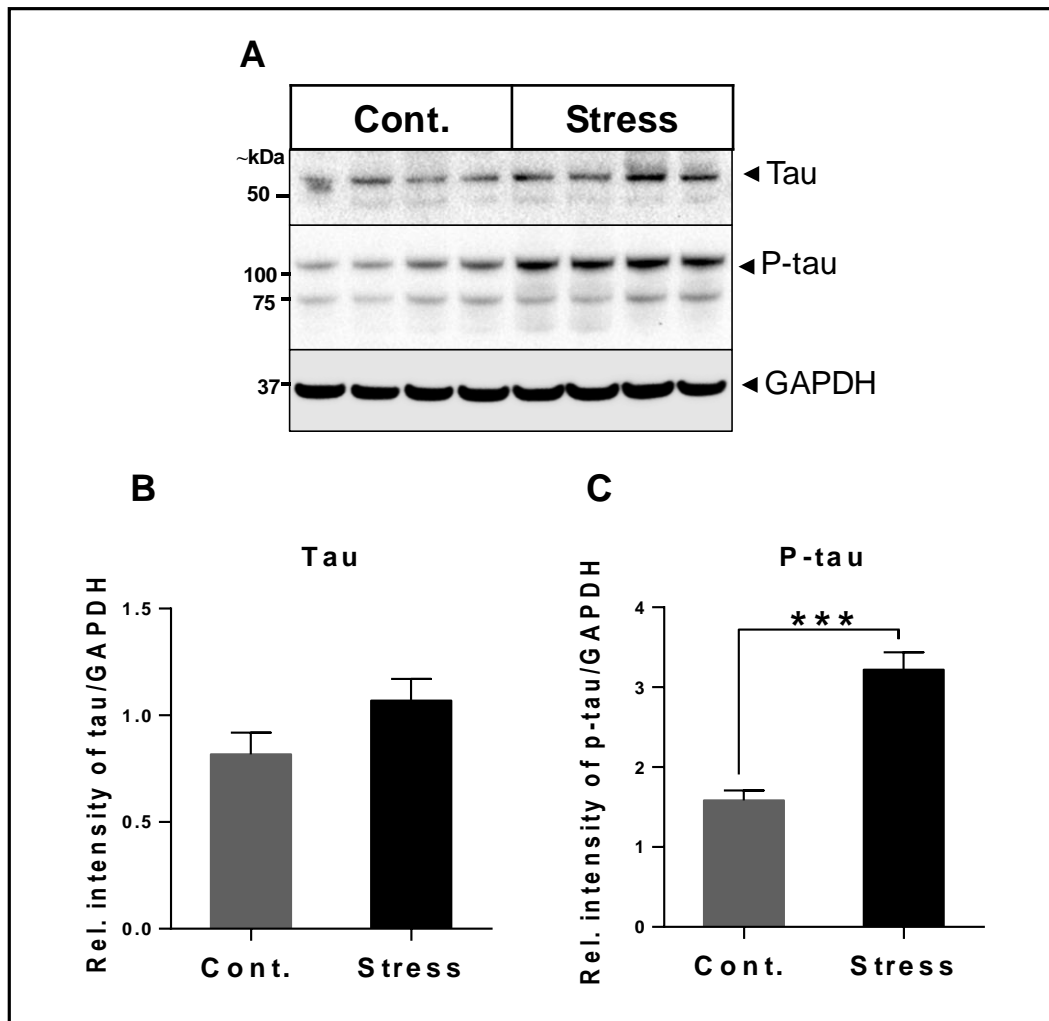 A
Cont. Stress
~kDa
Tau
50
P-tau
100
75
37
GAPDH
B
C
Tau
P-tau
Rel. intensity of tau/GAPDH
1.5
1.0
0.5
0.0
Cont. Stress
Rel. intensity of p-tau/GAPDH
4
3
2
1
0
***
Cont. Stress